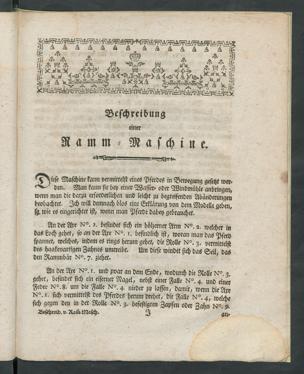 Beschreibung
einer
Ramm-Maschine.
Diese Maschine kann vermittelst eines Pferdes in Bewegung gesetzt wer-
den. Man kann sie bey einer Wasser- oder Windmühle anbringen,
wenn man die darzu erforderlichen und leicht zu begreifenden Abänderungen
beobachtet. Ich will demnach blos eine Erklärung von dem Modell geben,
so wie es eingerichtet ist, wenn man Pferde dabey gebrauchet.
An der Axe No. 1. befindet sich ein hölzerner Arm No. 2. welcher in
das Loch gehet, so an der Axe No. 1. befindlich ist, woran man das Pferd
spannet, welches, indem es rings herum gehet, die Rolle No. 3. vermittelst
des haakförmigen Zahnes umtreibt. Um diese windet sich das Seil, das
den Rammbär No. 7. ziehet.
An der Axe No. 1. und zwar an dem Ende, wodurch die Rolle No. 3.
gehet, befindet sich ein eiserner Nagel, nebst einer Falle No. 4. und einer
Feder No. 8. um die Falle No. 4. nieder zu lassen, damit, wenn die Axe
No. 1. sich vermittelst des Pferdes herum drehet, die Falle No. 4. welche
sich gegen den in der Rolle No. 3. befestigten Zapfen oder Zahn No. 9.
Beschreib. v. Masch. J an-